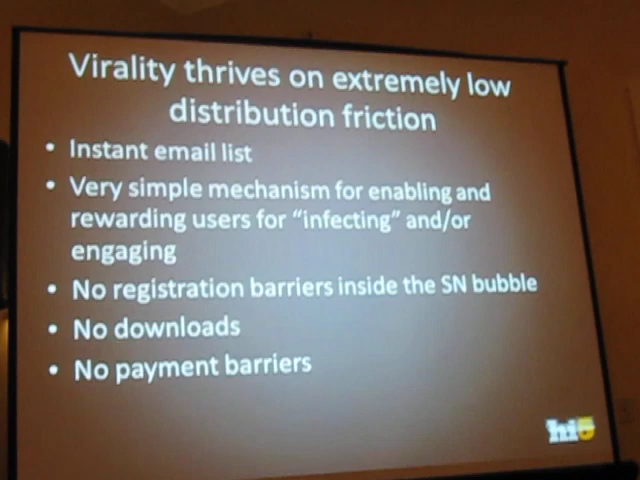 Virality thrives on extremely low
distribution friction
• Instant email list
• Very simple mechanism for enabling and
rewarding users for “infecting” and/or
engaging
• No registration barriers inside the SN bubble
• No downloads
• No payment barriers
hi5